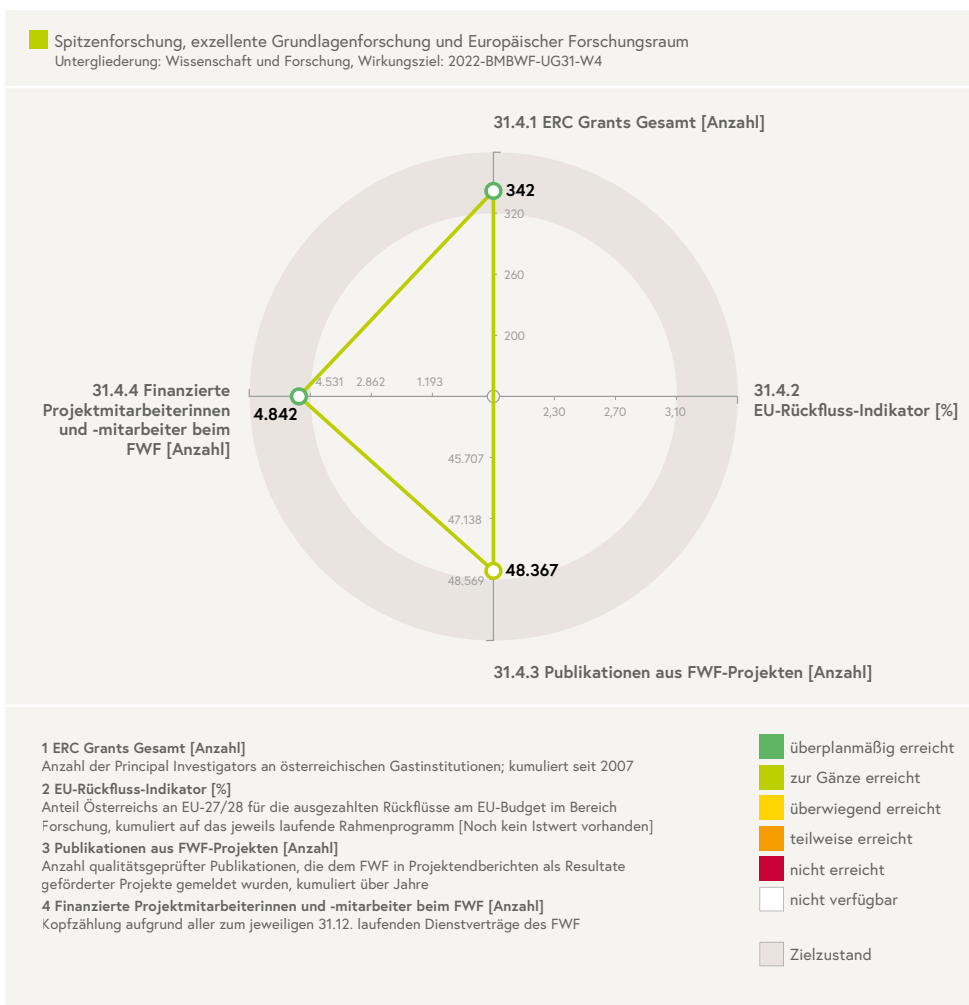 Spitzenforschung, exzellente Grundlagenforschung und Europäischer Forschungsraum
Untergliederung: Wissenschaft und Forschung, Wirkungsziel: 2022-BMBWF-UG31-W4
31.4.1 ERC Grants Gesamt [Anzahl]
342
320
260
200
31.4.4 Finanzierte
Projektmitarbeiterinnen
und -mitarbeiter beim
FWF [Anzahl]
4.842
4.531
2.862
1.193
2,30
2,70
3,10
31.4.2
EU-Rückfluss-Indikator [%]
45.707
47.138
48.569
48.367
31.4.3 Publikationen aus FWF-Projekten [Anzahl]
1 ERC Grants Gesamt [Anzahl]
Anzahl der Principal Investigators an österreichischen Gastinstitutionen; kumuliert seit 2007
2 EU-Rückfluss-Indikator [%]
Anteil Österreichs an EU-27/28 für die ausgezahlten Rückflüsse am EU-Budget im Bereich
Forschung, kumuliert auf das jeweils laufende Rahmenprogramm [Noch kein Istwert vorhanden]
3 Publikationen aus FWF-Projekten [Anzahl]
Anzahl qualitätsgeprüfter Publikationen, die dem FWF in Projektendberichten als Resultate
geförderter Projekte gemeldet wurden, kumuliert über Jahre
4 Finanzierte Projektmitarbeiterinnen und -mitarbeiter beim FWF [Anzahl]
Kopfzählung aufgrund aller zum jeweiligen 31.12. laufenden Dienstverträge des FWF
überplanmäßig erreicht
zur Gänze erreicht
überwiegend erreicht
teilweise erreicht
nicht erreicht
nicht verfügbar
Zielzustand